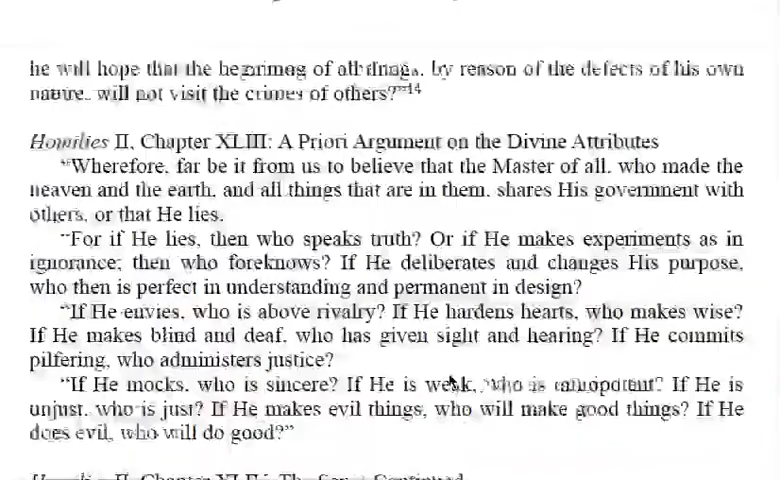 he will hope that the beginning of all things, by reason of the defects of his own
nature, will not visit the crimes of others?"14
Homilies II, Chapter XLIII: A Priori Argument on the Divine Attributes
"Wherefore, far be it from us to believe that the Master of all, who made the
heaven and the earth, and all things that are in them, shares His government with
others, or that He lies.
"For if He lies, then who speaks truth? Or if He makes experiments as in
ignorance; then who foreknows? If He deliberates and changes His purpose,
who then is perfect in understanding and permanent in design?
"If He envies, who is above rivalry? If He hardens hearts, who makes wise?
If He makes blind and deaf, who has given sight and hearing? If He commits
pilfering, who administers justice?
"If He mocks, who is sincere? If He is weak, who is omnipotent? If He is
unjust, who is just? If He makes evil things, who will make good things? If He
does evil, who will do good?"
II, Chapter The Continued